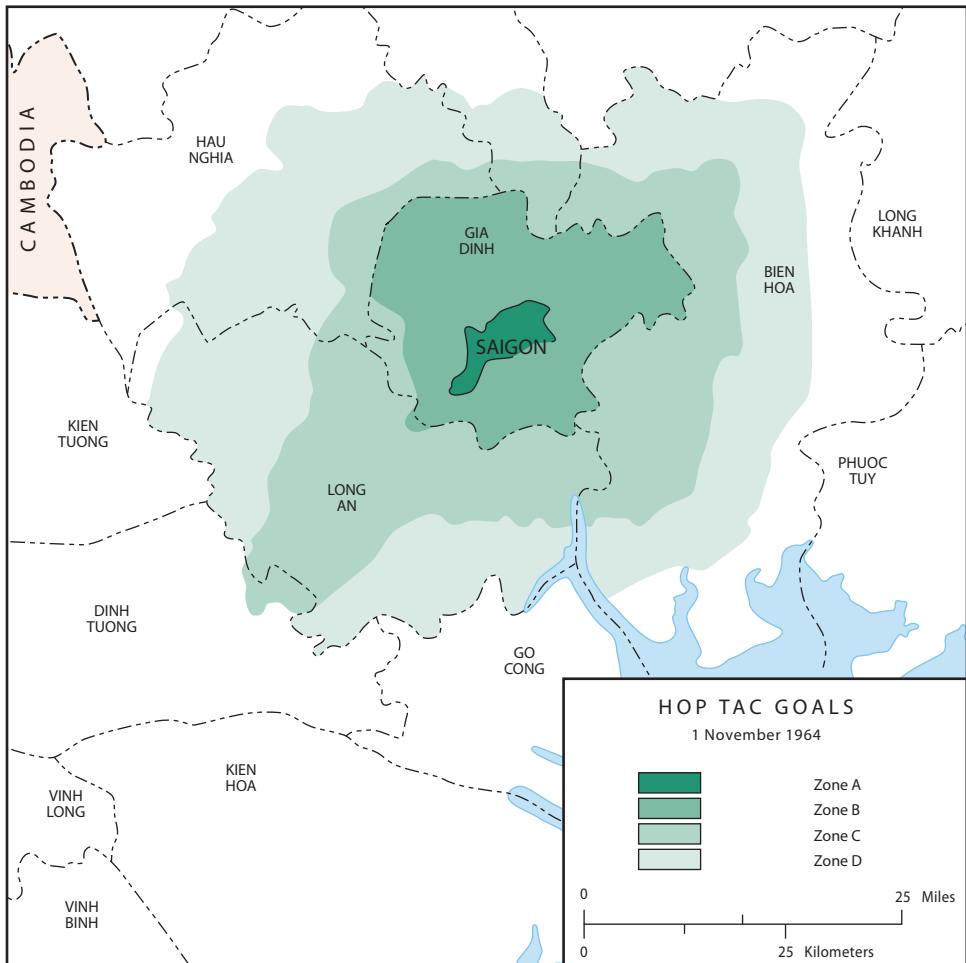 CAMBODIA
HAU
NGHIA
GIA
DINH
LONG
KHANH
BIEN
HOA
SAIGON
KIEN
TUONG
PHUOC
TUY
LONG
AN
DINH
TUONG
GO
CONG
KIEN
HOA
VINH
LONG
VINH
BINH
HOP TAC GOALS
1 November 1964
Zone A
Zone B
Zone C
Zone D
0 25 Miles
0 25 Kilometers